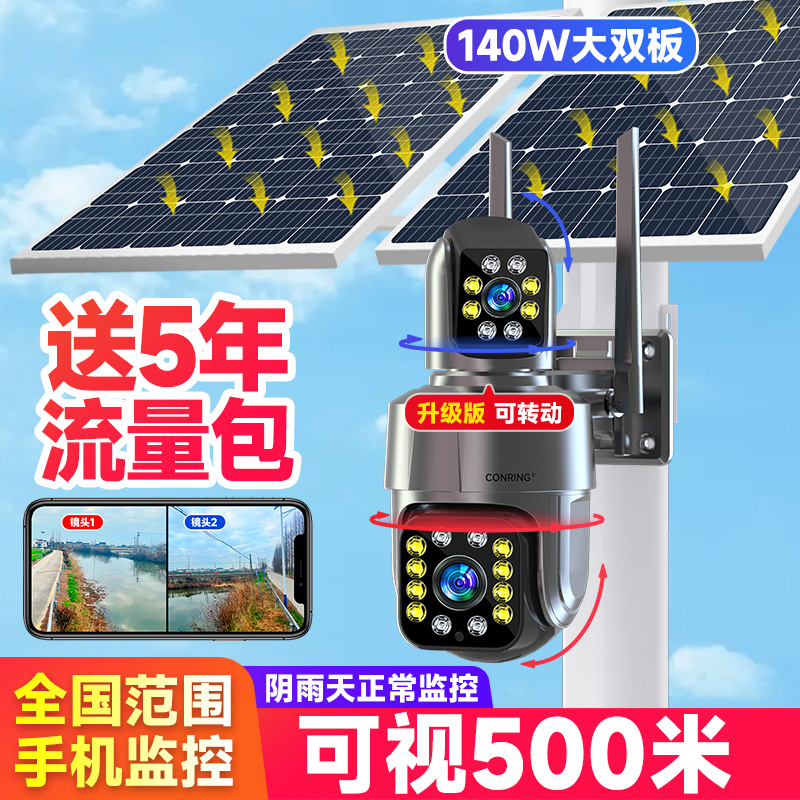 140W大双板
送5年
流量包
升级版 可转动
CONRING®
镜头1 镜头2
全国范围
手机监控
阴雨天正常监控
可视500米